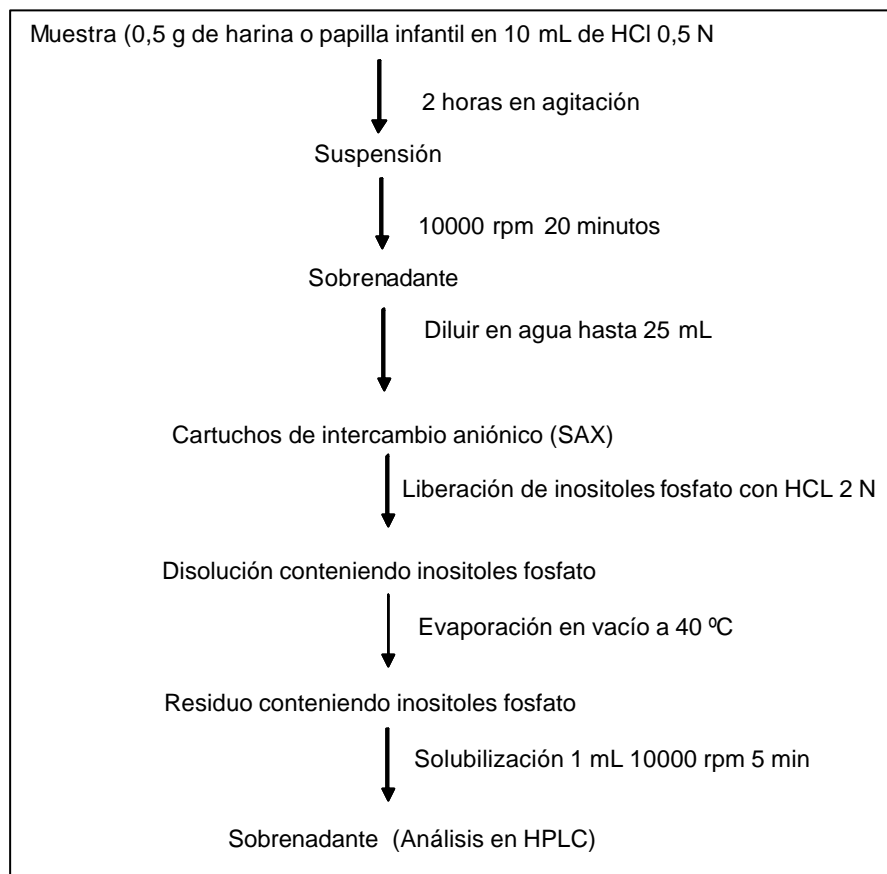 Muestra (0,5 g de harina o papilla infantil en 10 mL de HCl 0,5 N
2 horas en agitación
Suspensión
10000 rpm 20 minutos
Sobrenadante
Diluir en agua hasta 25 mL
Cartuchos de intercambio aniónico (SAX)
Liberación de inositoles fosfato con HCL 2 N
Disolución conteniendo inositoles fosfato
Evaporación en vacío a 40 ºC
Residuo conteniendo inositoles fosfato
Solubilización 1 mL 10000 rpm 5 min
Sobrenadante (Análisis en HPLC)